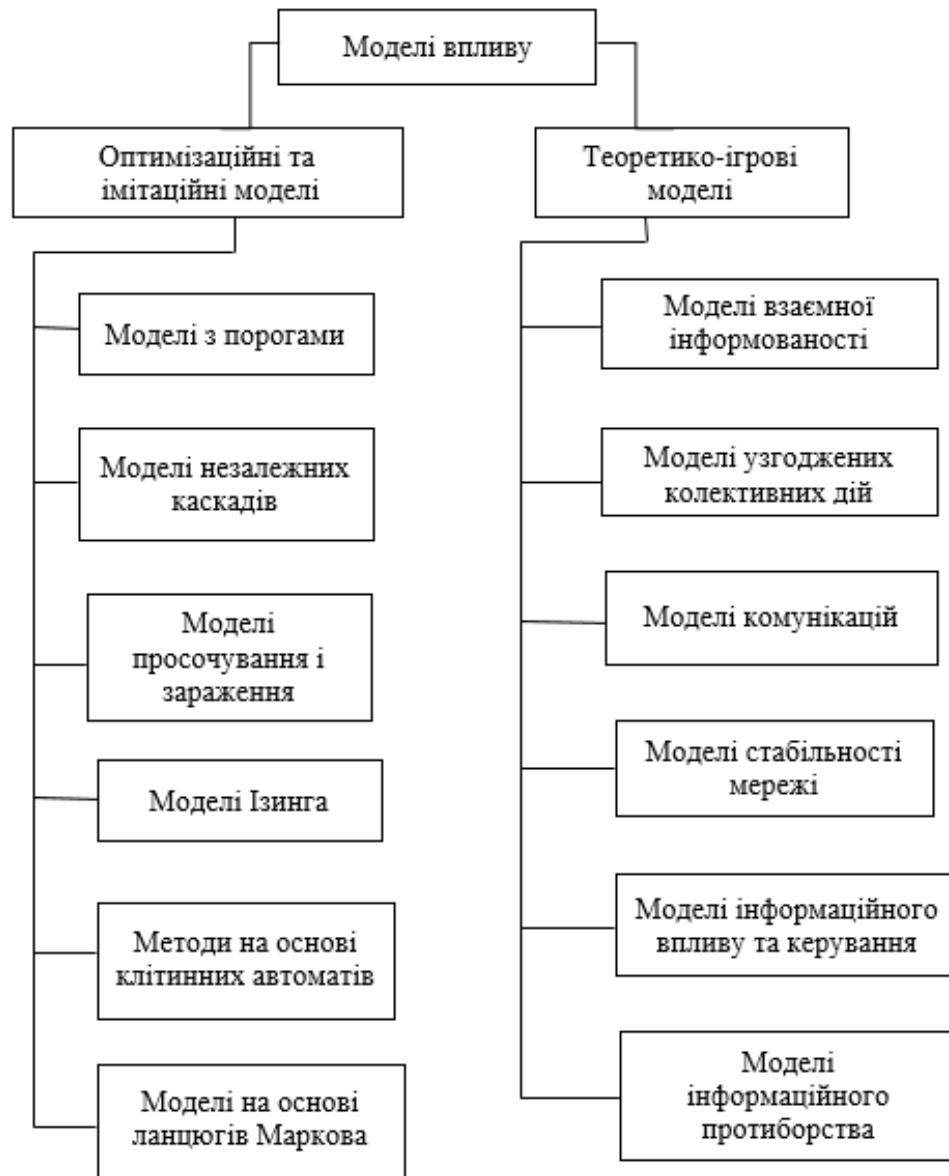 Моделі впливу
Оптимізаційні та
імітаційні моделі
Моделі з порогами
Моделі незалежних
каскадів
Моделі
просочування і
зараження
Моделі Ізинга
Методи на основі
клітинних автоматів
Моделі на основі
ланцюгів Маркова
Теоретико-ігрові
моделі
Моделі взаємної
інформованості
Моделі узгоджених
колективних дій
Моделі комунікацій
Моделі стабільності
мережі
Моделі інформаційного
впливу та керування
Моделі
інформаційного
протиборства